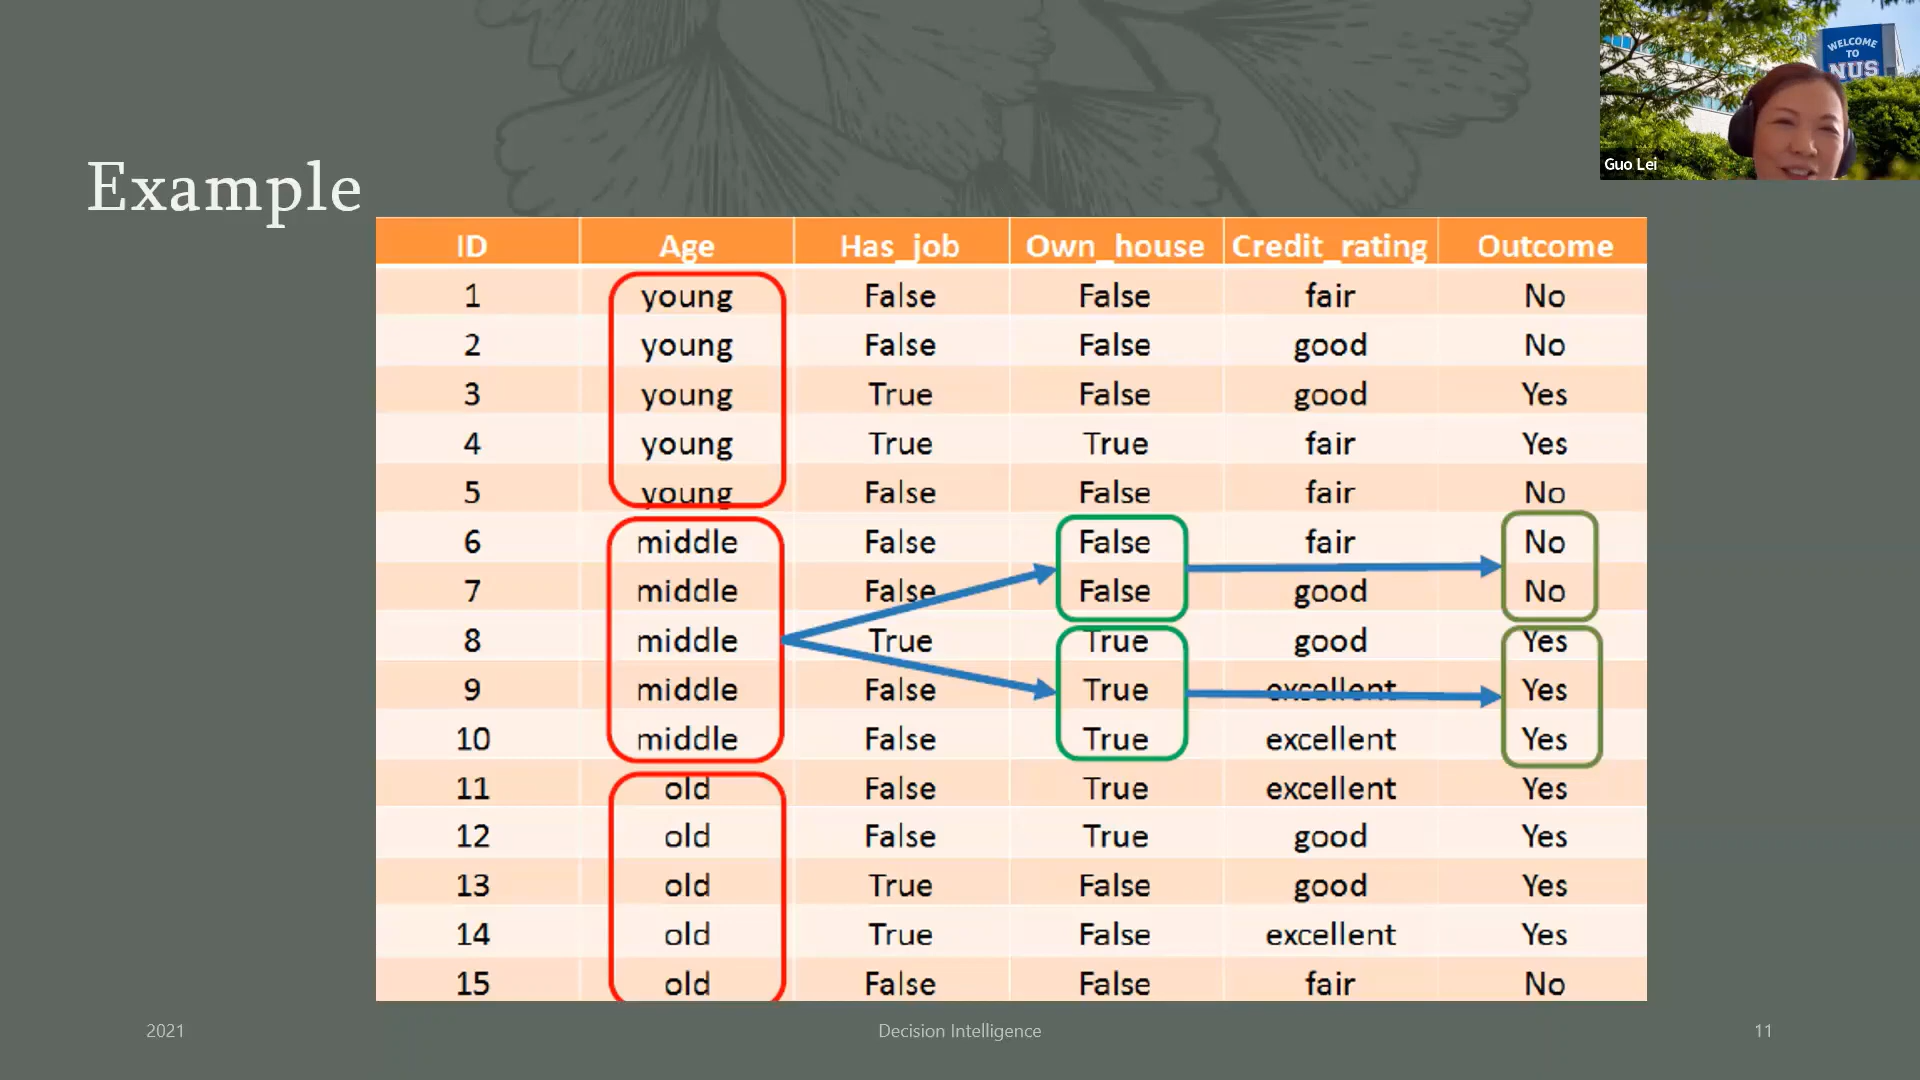 WELCOME
TO
NUS
Guo Lei
Example
ID Age Has_job Own_house Credit_rating Outcome
1 young False False fair No
2 young False False good No
3 young True False good Yes
4 young True True fair Yes
5 young False False fair No
6 middle False False fair No
7 middle False False good No
8 middle True True good Yes
9 middle False True excellent Yes
10 middle False True excellent Yes
11 old False True excellent Yes
12 old False True good Yes
13 old True False good Yes
14 old True False excellent Yes
15 old False False fair No
2021 Decision Intelligence 11